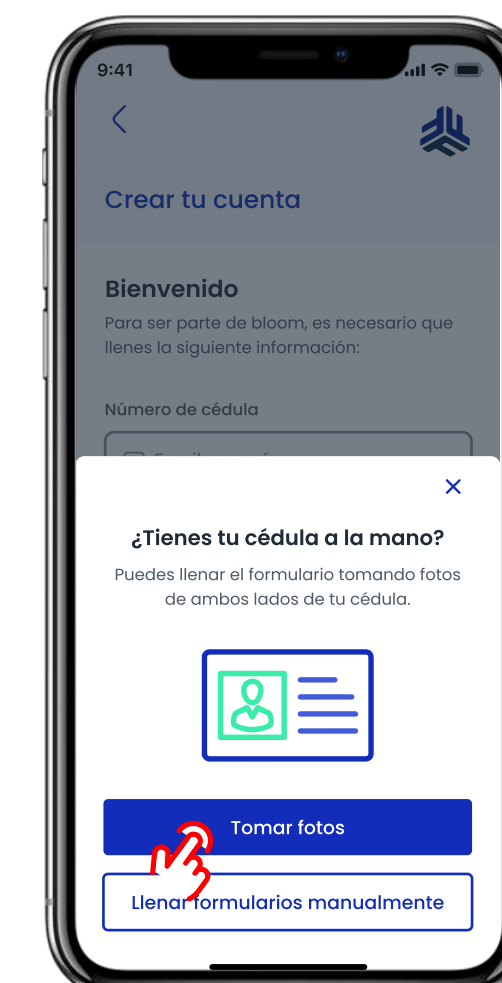 9:41
Crear tu cuenta
Bienvenido
Para ser parte de bloom, es necesario que
llenes la siguiente información:
Número de cédula
¿Tienes tu cédula a la mano?
Puedes llenar el formulario tomando fotos
de ambos lados de tu cédula.
Tomar fotos
Llenar formularios manualmente